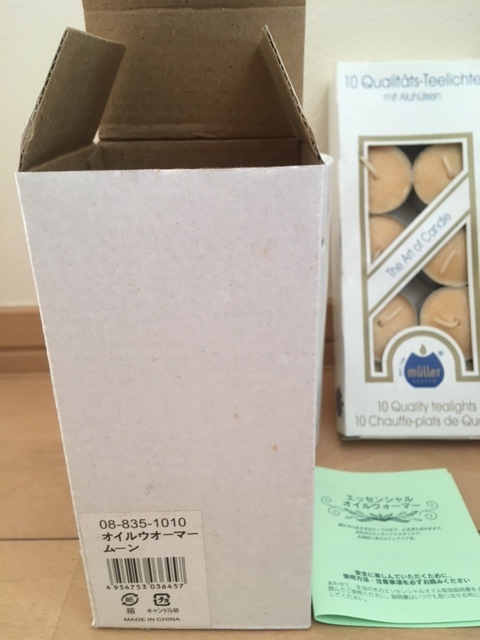 10 Qualitäts-Teelichte
mit Aluhülsen
The Art of Candle
müller
10 Quality tealights
10 Chauffe-plats de Qu
08-835-1010
オイルウォーマー
ムーン
4 954753 036457
紙
箱
キャンドル袋
MADE IN CHINA
エッセンシャル
オイルウォーマー
安全に楽しんでいただくために、
使用方法・注意事項を必ずお読みください